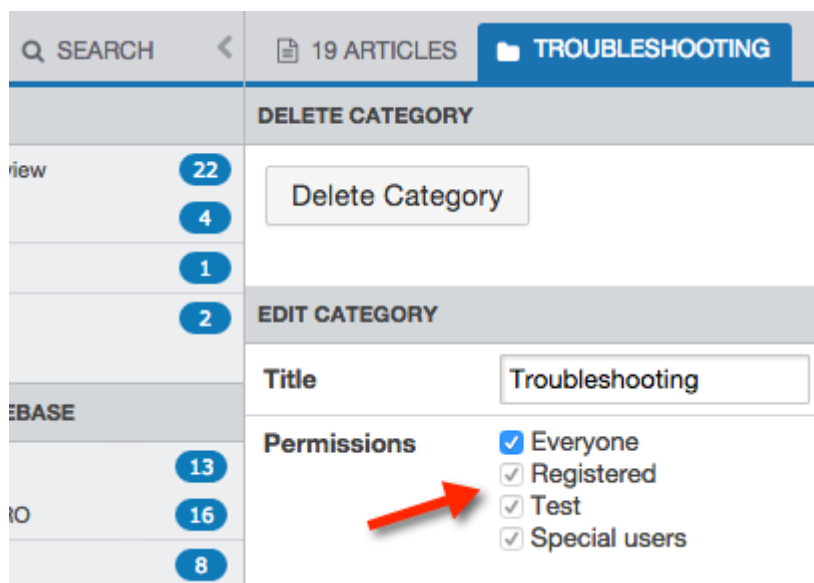 SEARCH
19 ARTICLES
TROUBLESHOOTING
DELETE CATEGORY
view
22
Delete Category
4
1
2
EDIT CATEGORY
Title
Troubleshooting
EBASE
Permissions
Everyone
13
Registered
RO
16
Test
Special users
8